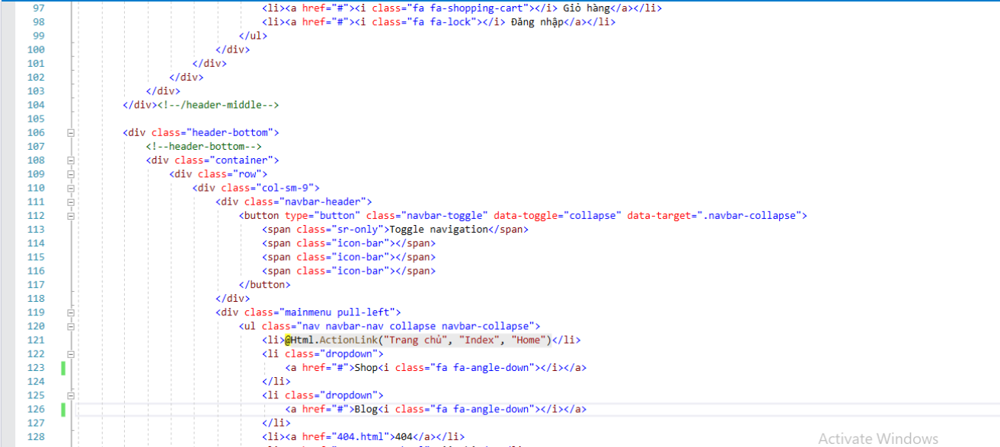 97 <li><a href="#"><i class="fa fa-shopping-cart"></i> Giỏ hàng</a></li>
98 <li><a href="#"><i class="fa fa-lock"></i> Đăng nhập</a></li>
99 </ul>
100 </div>
101 </div>
102 </div>
103 </div>
104 </div><!--/header-middle-->
105
106 <div class="header-bottom">
107 <!--header-bottom-->
108 <div class="container">
109 <div class="row">
110 <div class="col-sm-9">
111 <div class="navbar-header">
112 <button type="button" class="navbar-toggle" data-toggle="collapse" data-target=".navbar-collapse">
113 <span class="sr-only">Toggle navigation</span>
114 <span class="icon-bar"></span>
115 <span class="icon-bar"></span>
116 <span class="icon-bar"></span>
117 </button>
118 </div>
119 <div class="mainmenu pull-left">
120 <ul class="nav navbar-nav collapse navbar-collapse">
121 <li>@Html.ActionLink("Trang chủ", "Index", "Home")</li>
122 <li class="dropdown">
123 <a href="#">Shop<i class="fa fa-angle-down"></i></a>
124 </li>
125 <li class="dropdown">
126 <a href="#">Blog<i class="fa fa-angle-down"></i></a>
127 </li>
128 <li><a href="404.html">404</a></li>
Activate Windows